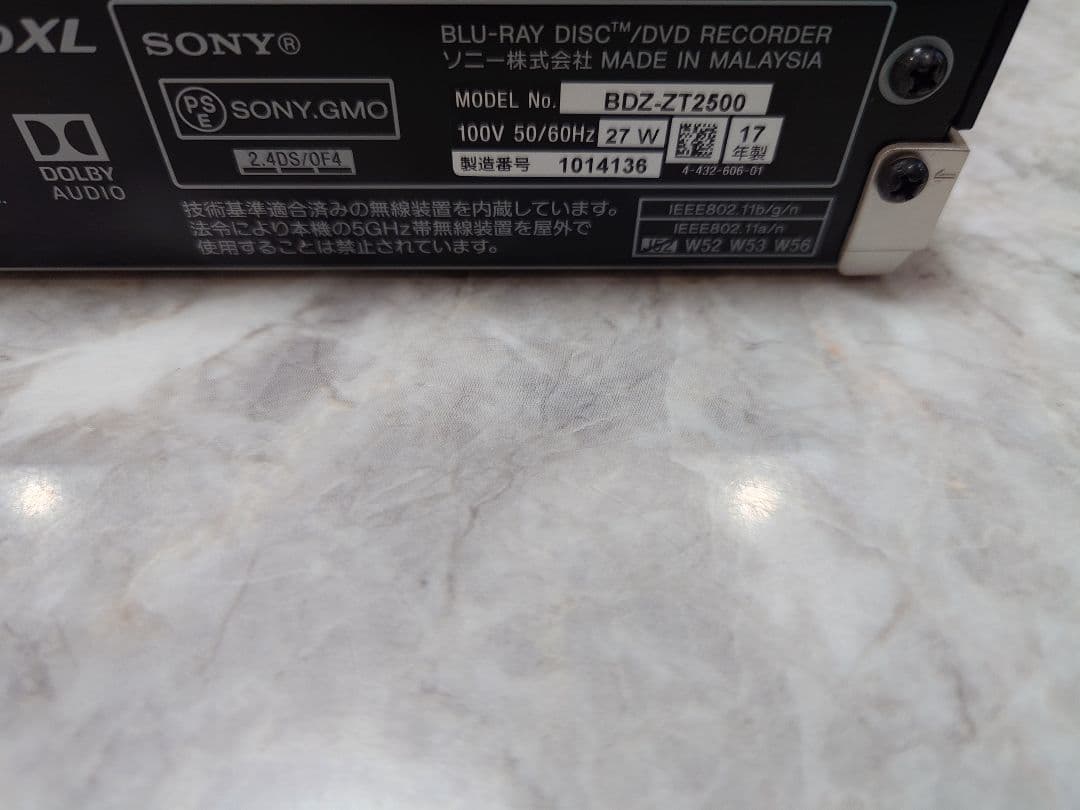 XL
DOLBY
AUDIO
SONY®
BLU-RAY DISC™/DVD RECORDER
ソニー株式会社 MADE IN MALAYSIA
PSE SONY.GMO
MODEL No. BDZ-ZT2500
100V 50/60Hz 27 W
17
年製
2.4DS/OF4
製造番号 1014136
4-432-606-01
技術基準適合済みの無線装置を内蔵しています。
法令により本機の5GHz帯無線装置を屋外で
使用することは禁止されています。
IEEE802.11b/g/n
IEEE802.11a/n
J52 W52 W53 W56